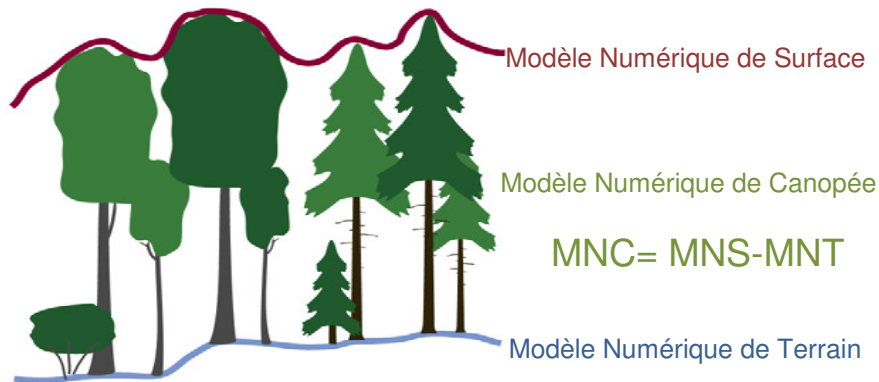 Modèle Numérique de Surface
Modèle Numérique de Canopée
MNC= MNS-MNT
Modèle Numérique de Terrain